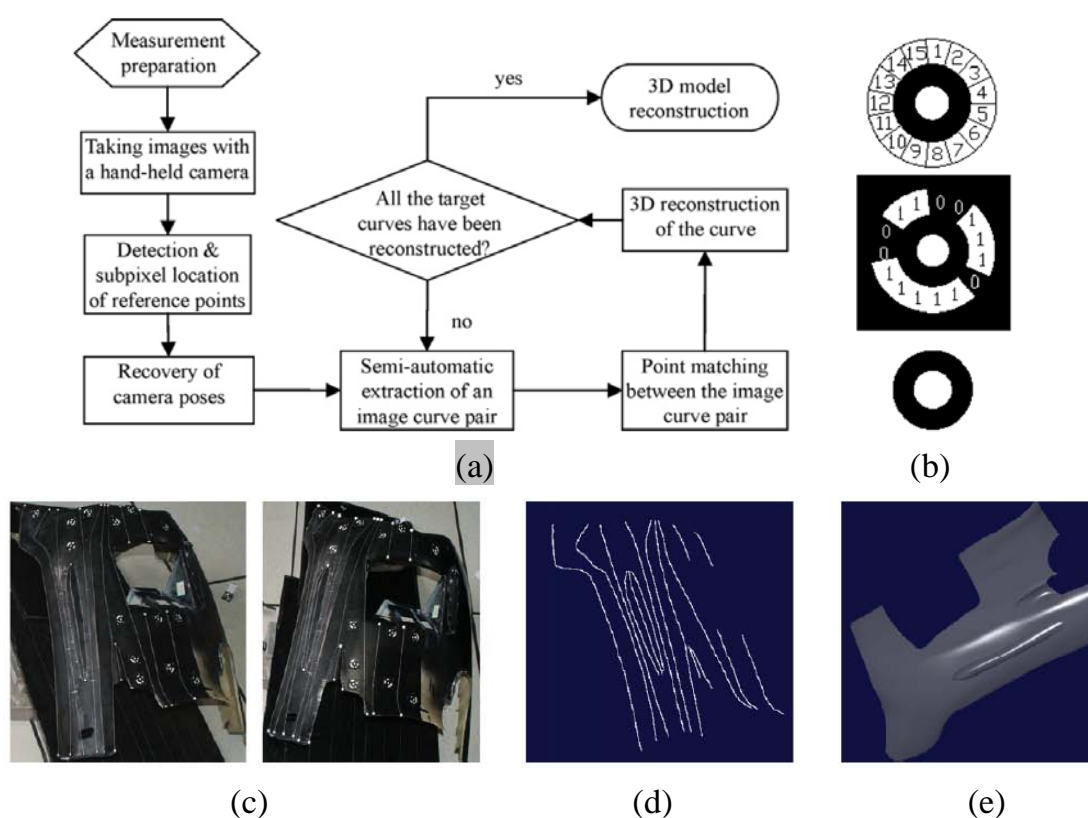 Measurement
preparation
Taking images with
a hand-held camera
Detection &
subpixel location
of reference points
Recovery of
camera poses
yes
3D model
reconstruction
All the target
curves have been
reconstructed?
3D reconstruction
of the curve
no
Semi-automatic
extraction of an
image curve pair
Point matching
between the image
curve pair
(a)
1
2
3
4
5
6
7
8
9
10
11
12
13
14
15
1
1
0
0
1
1
1
0
1
1
1
1
1
0
0
(b)
(c)
(d)
(e)